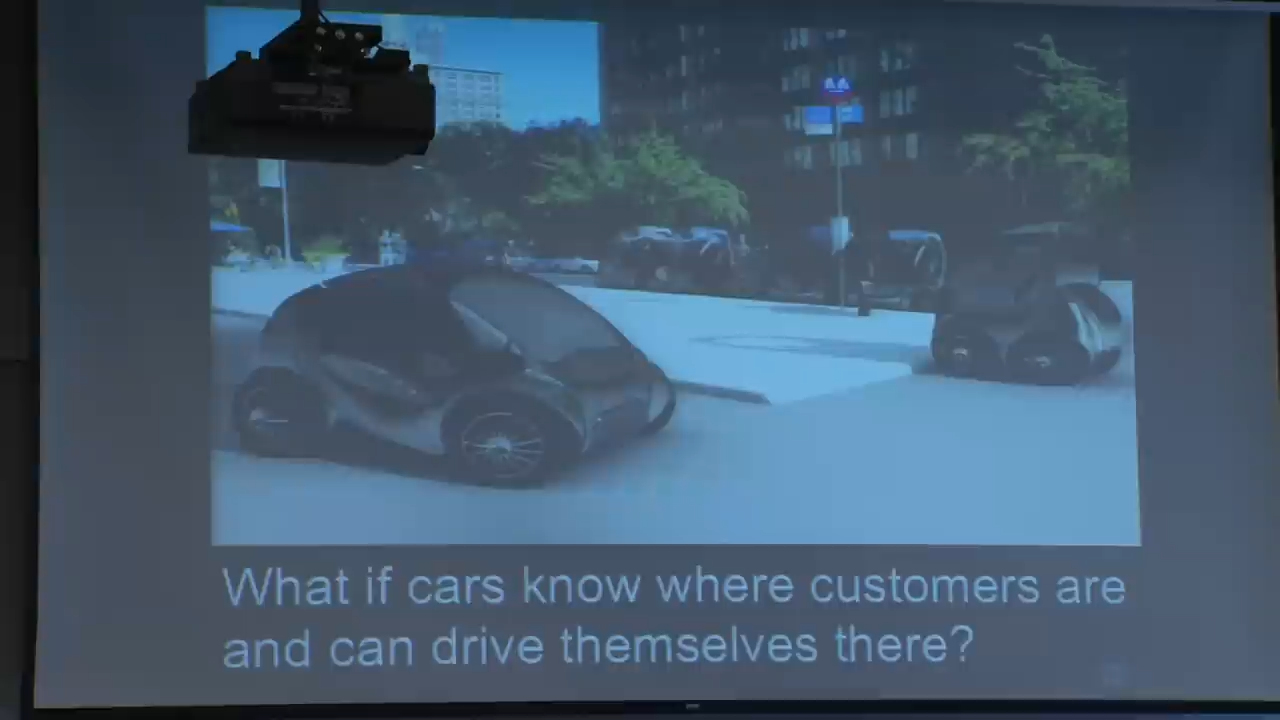 What if cars know where customers are
and can drive themselves there?